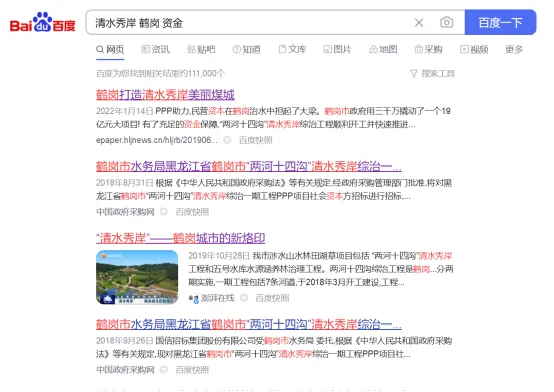 Bai du 百度
清水秀岸 鹤岗 资金
百度一下
网页 资讯 贴吧 知道 文库 图片 地图 采购 视频 更多
百度为您找到相关结果约111,000个
搜索工具
鹤岗打造清水秀岸美丽煤城
2022年1月14日 PPP助力,民营资本在鹤岗治水中担起了大梁。鹤岗市政府用三千万撬动了一个19
亿元大项目! 有了充足的资金保障,"两河十四沟"清水秀岸综治工程顺利开工并快速推进...
epaper.hljnews.cn/hljrb/201906... 百度快照
鹤岗市水务局黑龙江省鹤岗市"两河十四沟"清水秀岸综治一...
2018年8月31日 根据《中华人民共和国政府采购法》等有关规定,经政府采购管理部门批准,将对黑
龙江省鹤岗市"两河十四沟"清水秀岸综治一期工程PPP项目社会资本方招标进行招标,...
中国政府采购网 百度快照
"清水秀岸"——鹤岗城市的新烙印
2019年10月28日 我市涉水山水林田湖草项目包括 "两河十四沟"清水秀岸
工程和五号水库水源涵养林治理工程。两河十四沟综治工程是鹤岗...分两
期实施,一期工程包括7条河道,于2018年3月开工建设,工程...
澎湃在线 百度快照
鹤岗市水务局黑龙江省鹤岗市"两河十四沟"清水秀岸综治一...
2018年9月26日 国信招标集团股份有限公司受鹤岗市水务局 委托,根据《中华人民共和国政府采购
法》等有关规定,现对黑龙江省鹤岗市"两河十四沟"清水秀岸综治一期工程PPP项目社...
中国政府采购网 百度快照